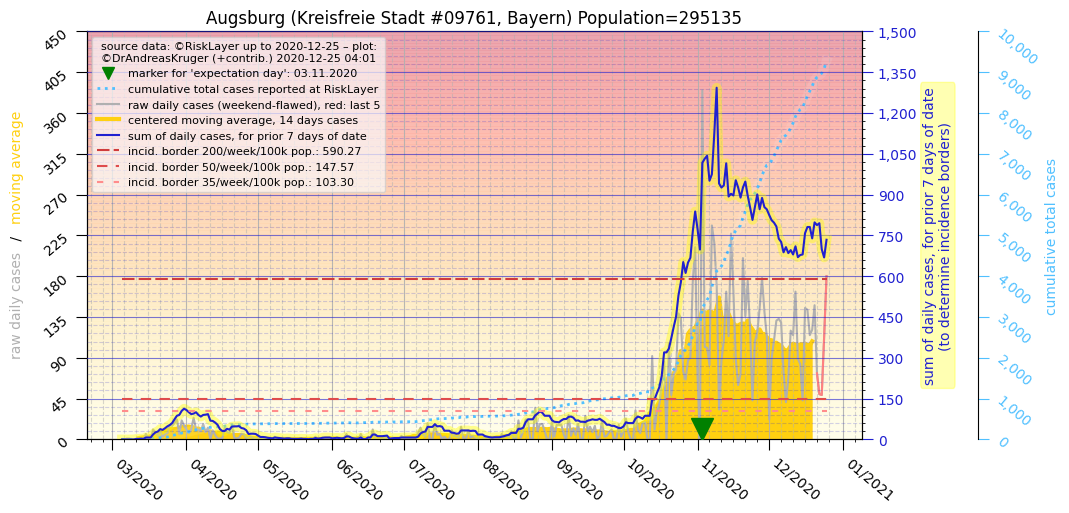 Augsburg (Kreisfreie Stadt #09761, Bayern) Population=295135
source data: ©RiskLayer up to 2020-12-25 – plot:
©DrAndreasKruger (+contrib.) 2020-12-25 04:01
marker for 'expectation day': 03.11.2020
cumulative total cases reported at RiskLayer
raw daily cases (weekend-flawed), red: last 5
centered moving average, 14 days cases
sum of daily cases, for prior 7 days of date
incid. border 200/week/100k pop.: 590.27
incid. border 50/week/100k pop.: 147.57
incid. border 35/week/100k pop.: 103.30
raw daily cases / moving average
450
405
360
315
270
225
180
135
90
45
0
03/2020
04/2020
05/2020
06/2020
07/2020
08/2020
09/2020
10/2020
11/2020
12/2020
01/2021
1,500
1,350
1,200
1,050
900
750
600
450
300
150
0
sum of daily cases, for prior 7 days of date
(to determine incidence borders)
10,000
9,000
8,000
7,000
6,000
5,000
4,000
3,000
2,000
1,000
0
cumulative total cases